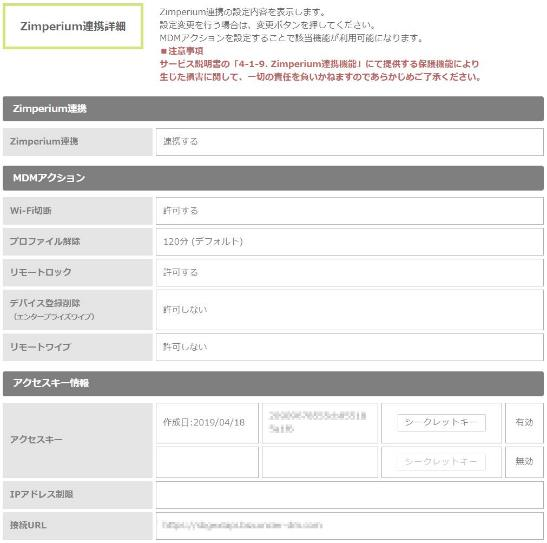 Zimperium連携詳細
Zimperium連携の設定内容を表示します。
設定変更を行う場合は、変更ボタンを押してください。
MDMアクションを設定することで該当機能が利用可能になります。
■注意事項
サービス説明書の「4-1-9. Zimperium連携機能」にて提供する保護機能により
生じた損害に関して、一切の責任を負いかねますのであらかじめご了承ください。
Zimperium連携
Zimperium連携 連携する
MDMアクション
Wi-Fi切断 許可する
プロファイル解除 120分 (デフォルト)
リモートロック 許可する
デバイス登録削除
（エンタープライズワイプ） 許可しない
リモートワイプ 許可しない
アクセスキー情報
アクセスキー 作成日:2019/04/18 シークレットキー 有効
シークレットキー 無効
IPアドレス制限
接続URL